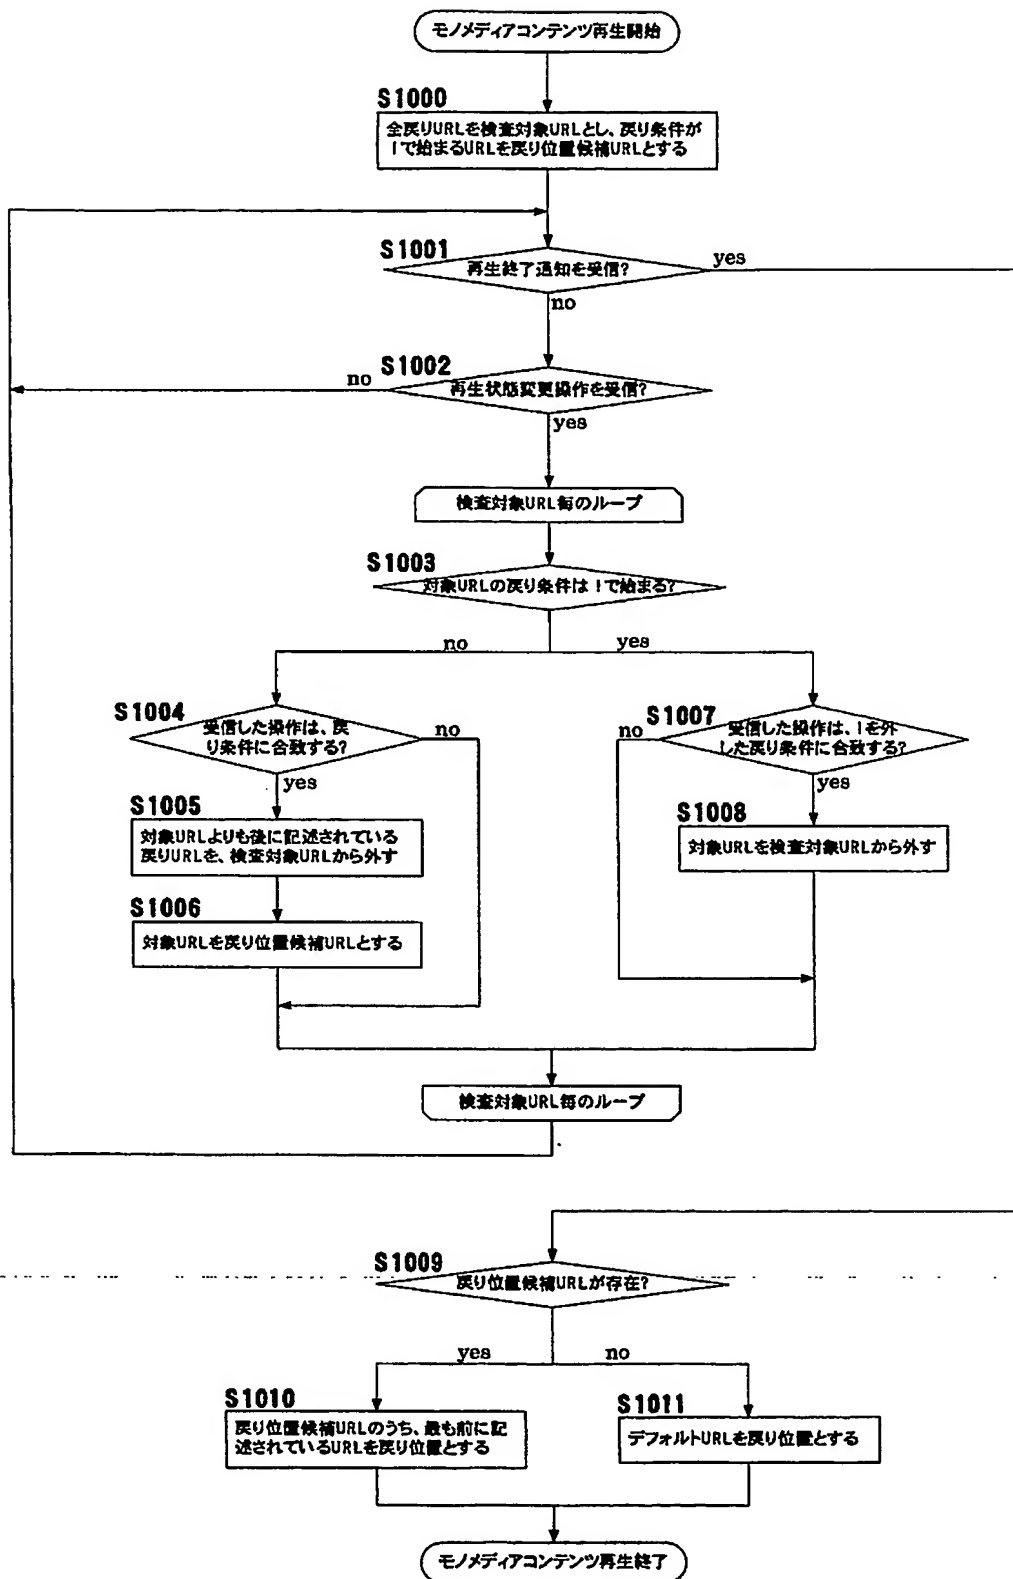 モノメディアコンテンツ再生開始
S1000
全戻りURLを検査対象URLとし、戻り条件が
!で始まるURLを戻り位置候補URLとする
S1001
再生終了通知を受信?
yes
no
S1002
再生状態変更操作を受信?
no
yes
検査対象URL毎のループ
S1003
対象URLの戻り条件は!で始まる?
no
yes
S1004
受信した操作は、戻
り条件に合致する?
no
yes
S1005
対象URLよりも後に記述されている
戻りURLを、検査対象URLから外す
S1006
対象URLを戻り位置候補URLとする
S1007
受信した操作は、!を外
した戻り条件に合致する?
no
yes
S1008
対象URLを検査対象URLから外す
検査対象URL毎のループ
S1009
戻り位置候補URLが存在?
yes
no
S1010
戻り位置候補URLのうち、最も前に記
述されているURLを戻り位置とする
S1011
デフォルトURLを戻り位置とする
モノメディアコンテンツ再生終了